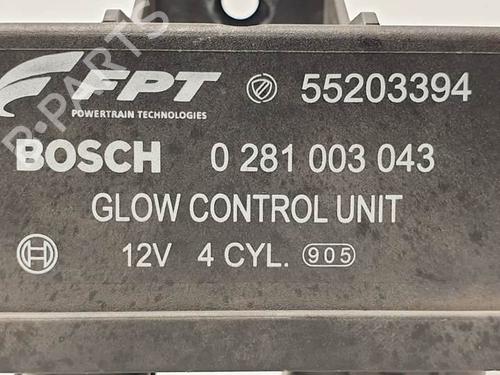 FPT 55203394
POWERTRAIN TECHNOLOGIES
R-PARTS
BOSCH 0 281 003 043
GLOW CONTROL UNIT
12V 4 CYL. 905